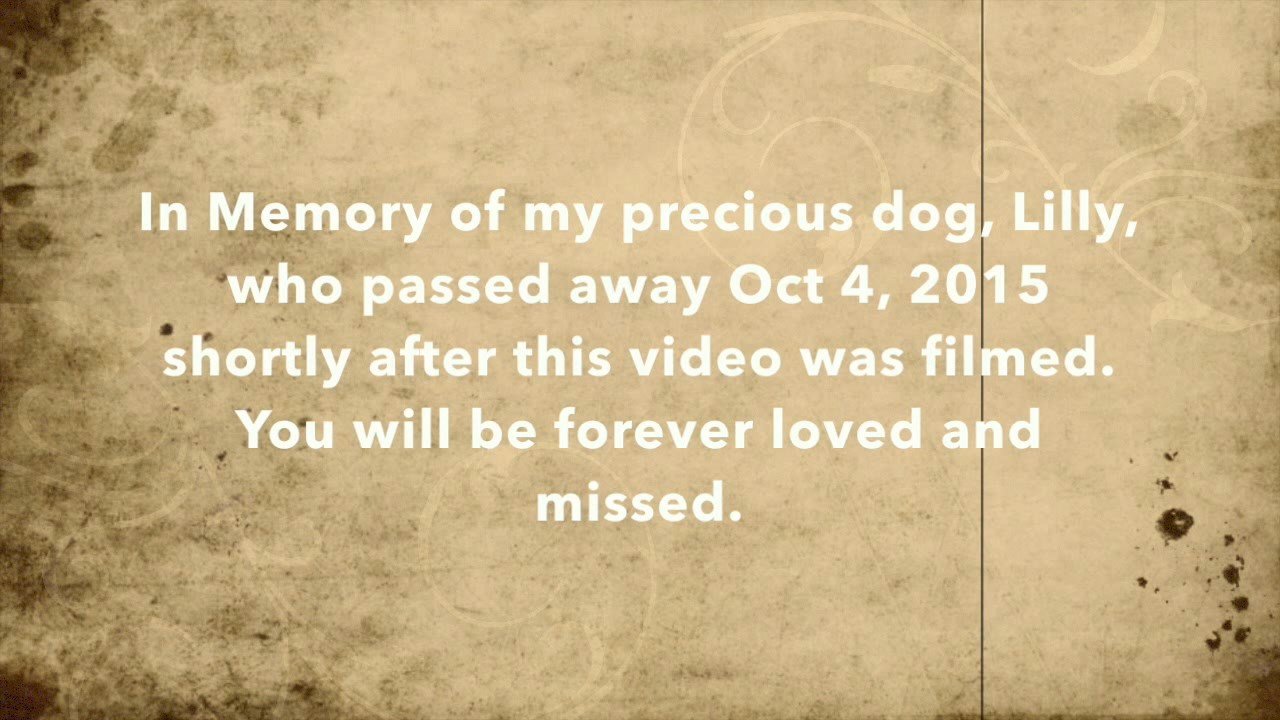 In Memory of my precious dog, Lilly,
who passed away Oct 4, 2015
shortly after this video was filmed.
You will be forever loved and
missed.